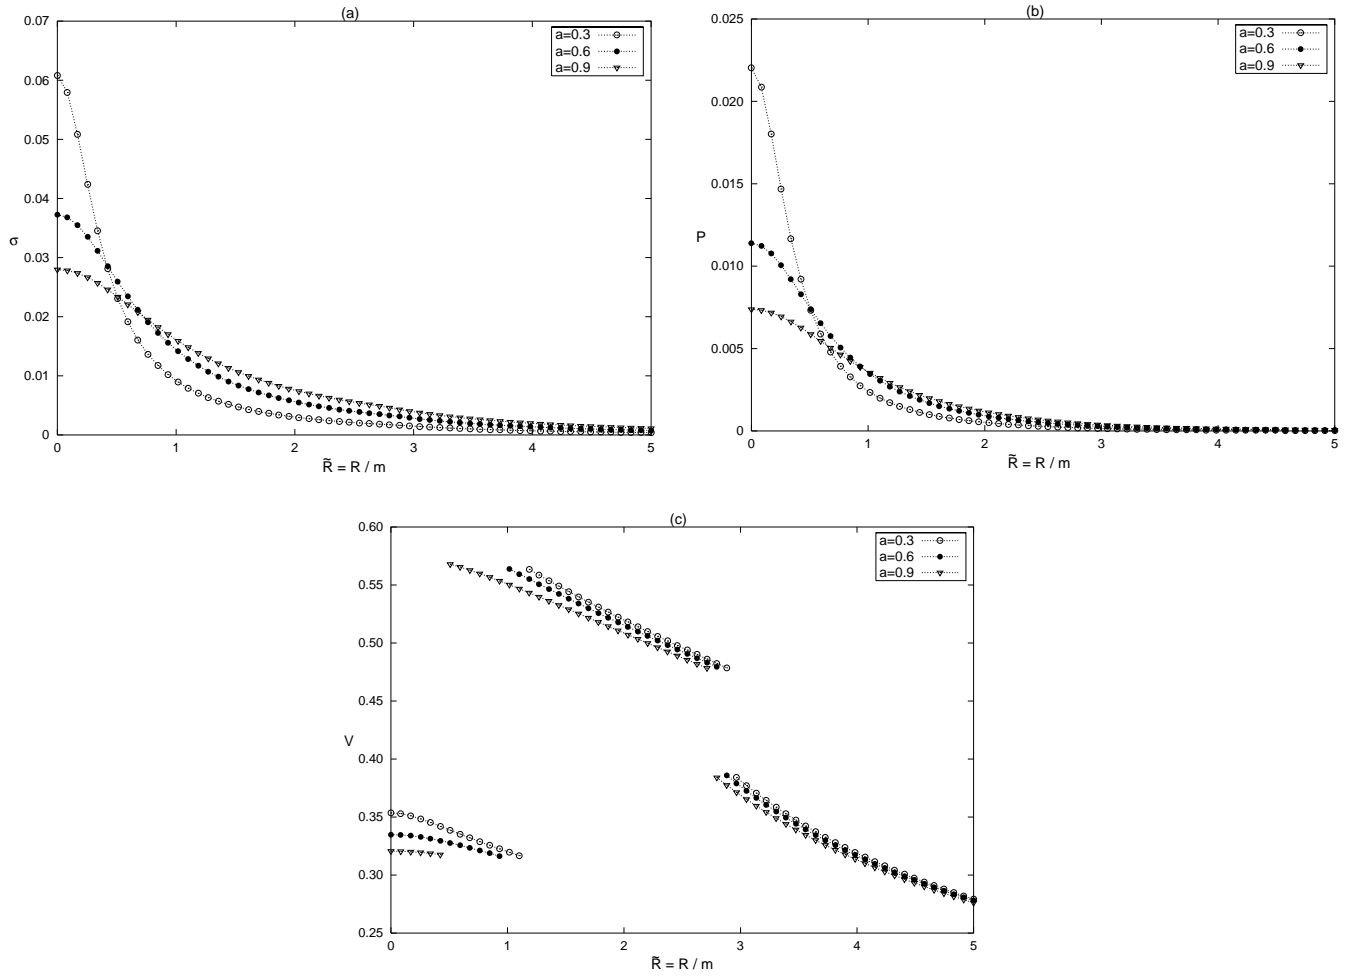 (a)
0.07
0.06
0.05
0.04
0.03
0.02
0.01
0
σ
a=0.3
a=0.6
a=0.9
0 1 2 3 4 5
R̃ = R / m
(b)
0.025
0.020
0.015
0.010
0.005
0
P
a=0.3
a=0.6
a=0.9
0 1 2 3 4 5
R̃ = R / m
(c)
0.60
0.55
0.50
0.45
0.40
0.35
0.30
0.25
V
a=0.3
a=0.6
a=0.9
0 1 2 3 4 5
R̃ = R / m